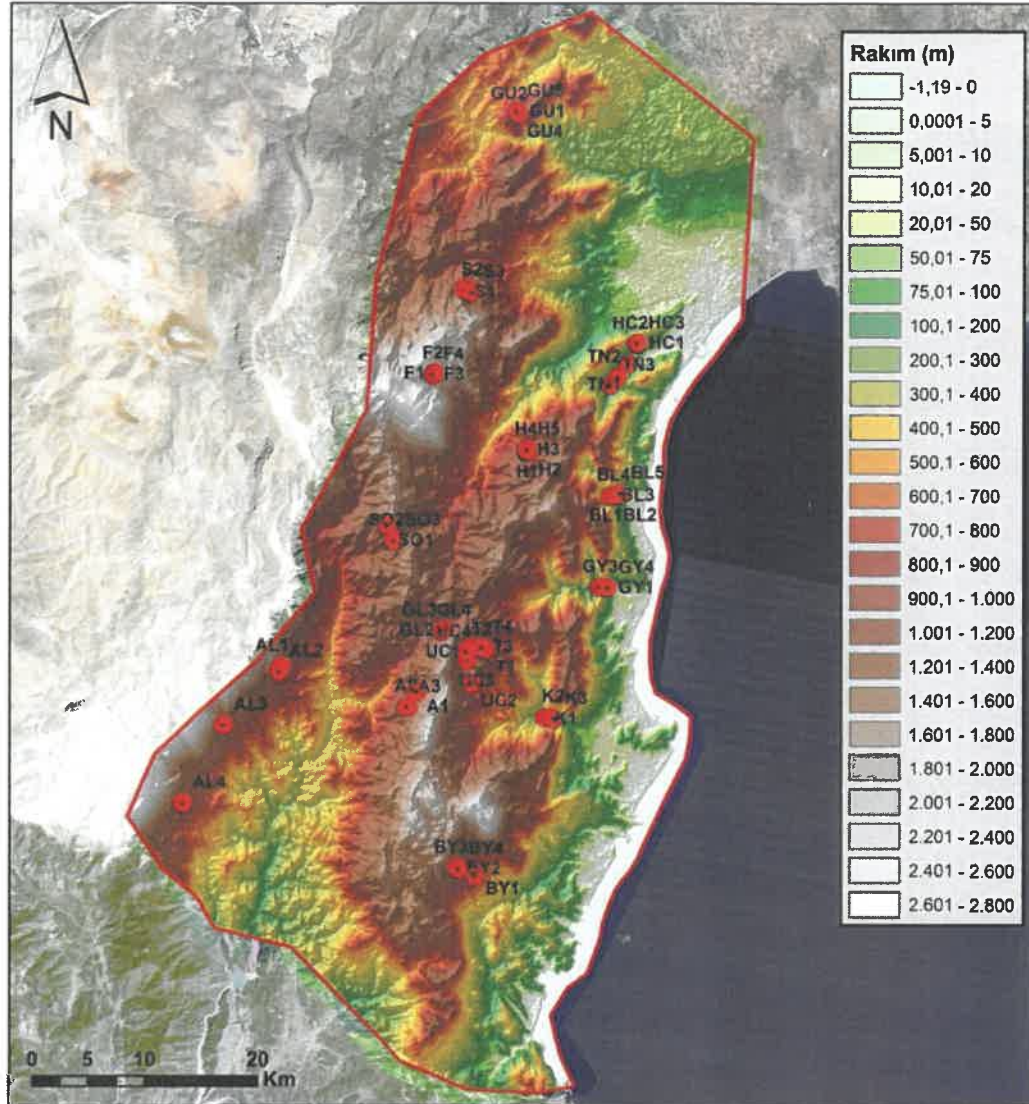 N
Rakım (m)
-1,19 - 0
0,0001 - 5
5,001 - 10
10,01 - 20
20,01 - 50
50,01 - 75
75,01 - 100
100,1 - 200
200,1 - 300
300,1 - 400
400,1 - 500
500,1 - 600
600,1 - 700
700,1 - 800
800,1 - 900
900,1 - 1.000
1.001 - 1.200
1.201 - 1.400
1.401 - 1.600
1.601 - 1.800
1.801 - 2.000
2.001 - 2.200
2.201 - 2.400
2.401 - 2.600
2.601 - 2.800
GU2
GU1
GU4
HC2HC3
HC1
TN2
TN3
TN1
F2F4
F1
F3
H4H5
H3
H1H2
BL4BL5
BL3
BL1BL2
SO1
GY3GY4
GY1
GL3GL4
GL2
AL1
AL2
UC2
A1
K2K3
K1
AL3
AL4
BY4
BY2
BY1
0 5 10 20
Km